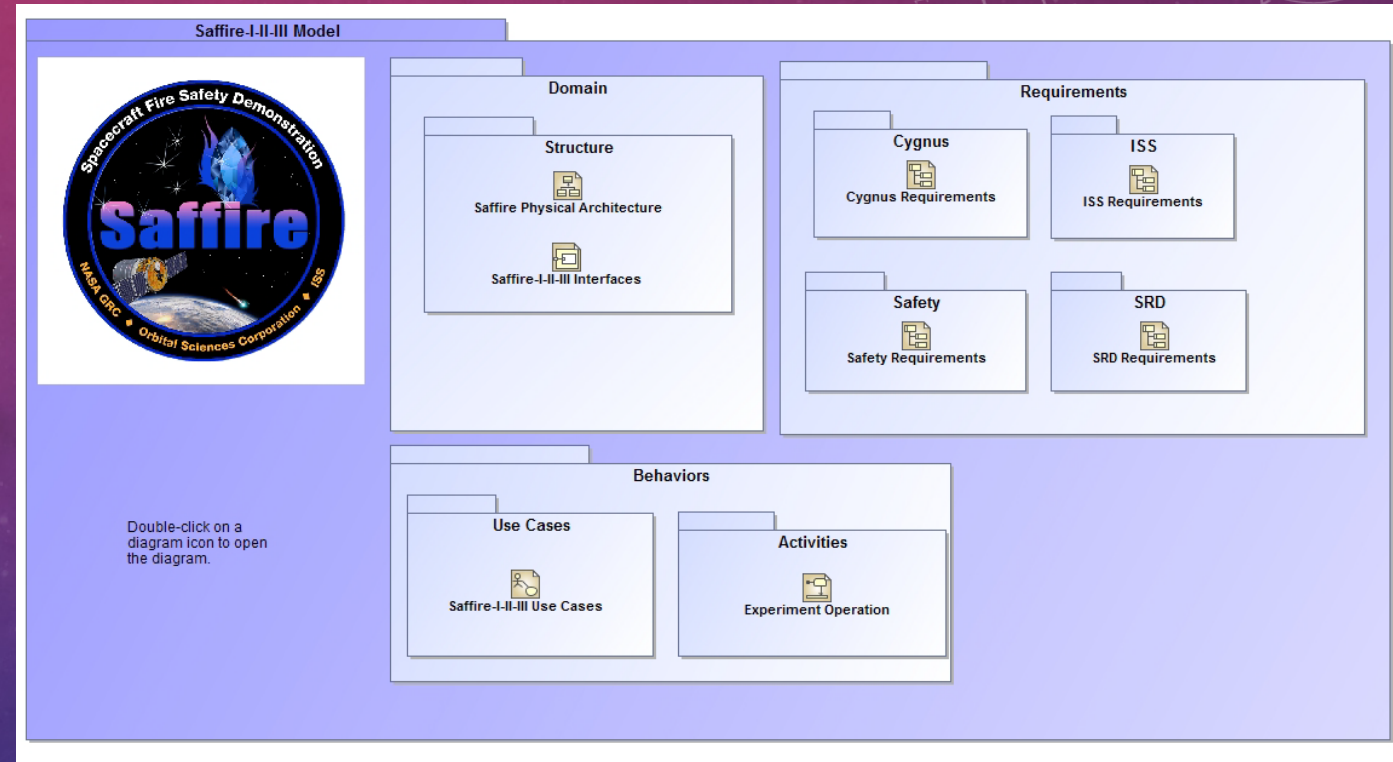 Saffire-I-II-III Model
Spacecraft Fire Safety Demonstration
Saffire
NASA GRC ♦ Orbital Sciences Corporation ♦ ISS
Double-click on a
diagram icon to open
the diagram.
Domain
Structure
Saffire Physical Architecture
Saffire-I-II-III Interfaces
Requirements
Cygnus
Cygnus Requirements
ISS
ISS Requirements
Safety
Safety Requirements
SRD
SRD Requirements
Behaviors
Use Cases
Saffire-I-II-III Use Cases
Activities
Experiment Operation